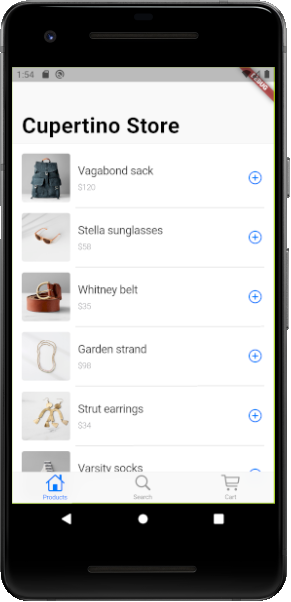 1:54
DEBUG
Cupertino Store
Vagabond sack
$120
Stella sunglasses
$58
Whitney belt
$35
Garden strand
$98
Strut earrings
$34
Varsity socks
Products
Search
Cart